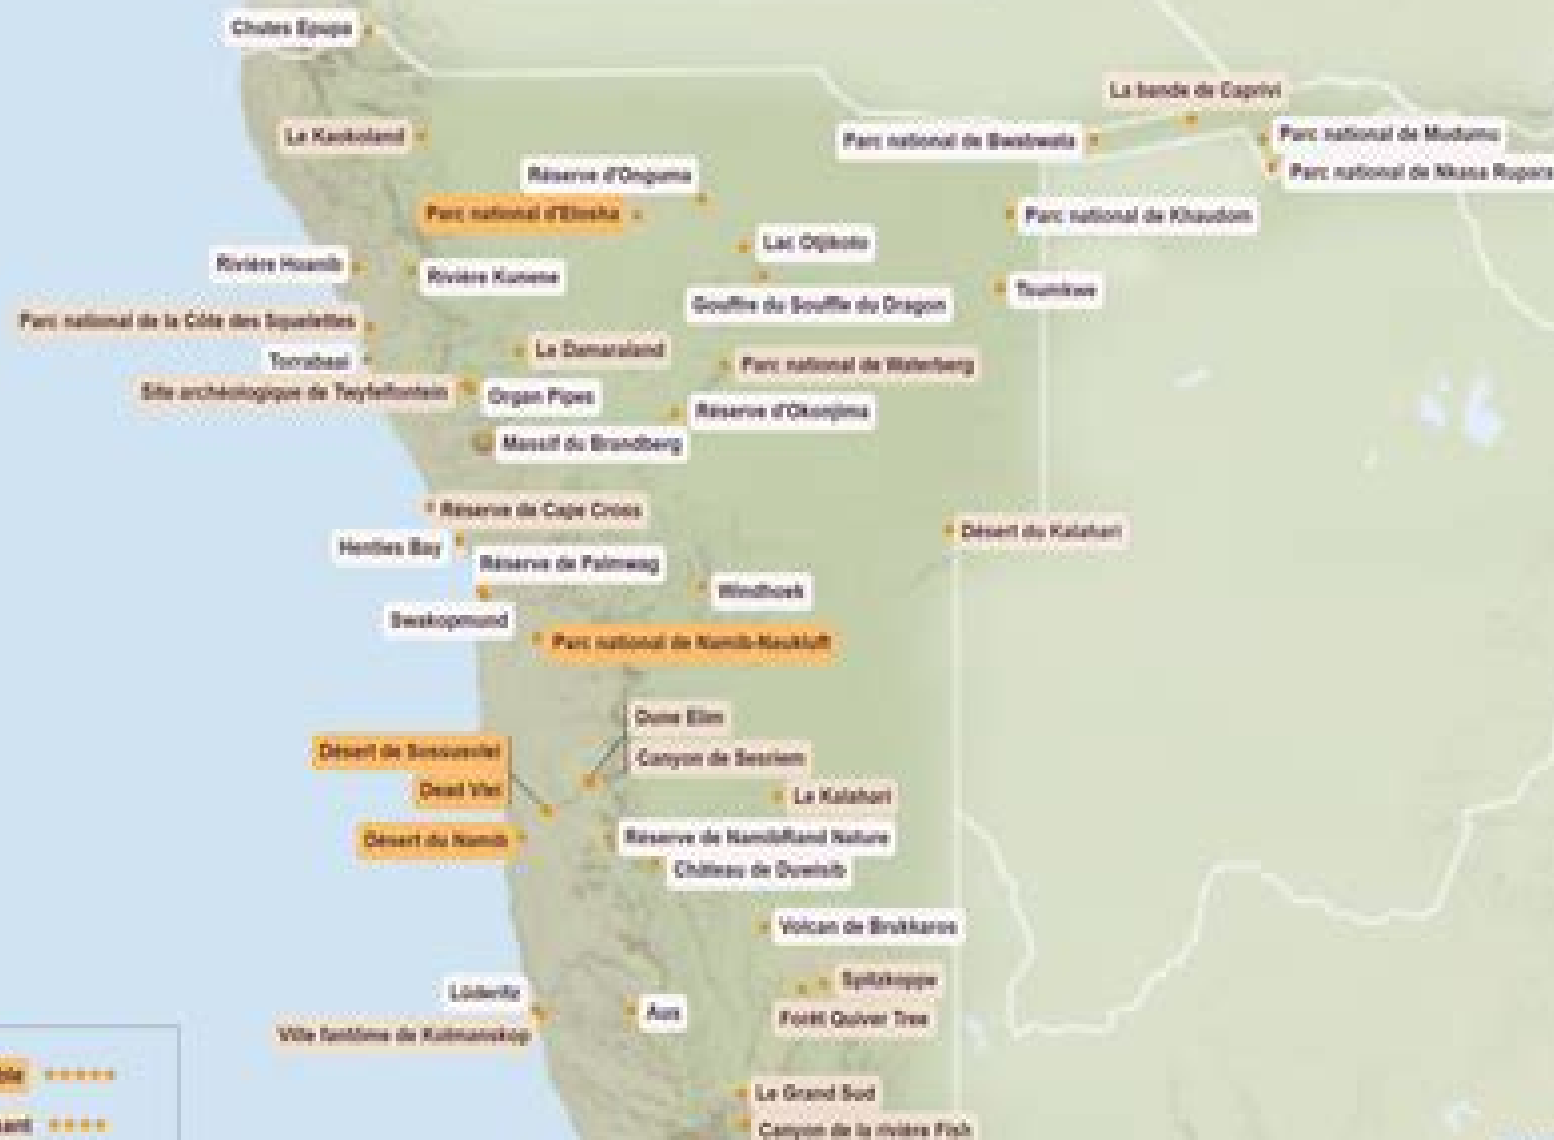 Chutes Epupa
La bande de Caprivi
Le Kaokoland
Parc national de Bwabwata
Parc national de Mudumu
Parc national de Nkasa Rupara
Réserve d'Onguma
Parc national d'Etosha
Parc national de Khaudom
Lac Otjikoto
Rivière Hoanib
Rivière Kunene
Tsumkwe
Gouffre du Souffle du Dragon
Parc national de la Côte des Squelettes
Torrabaai
Le Damaraland
Parc national de Waterberg
Site archéologique de Twyfelfontein
Organ Pipes
Réserve d'Okonjima
Massif du Brandberg
Réserve de Cape Cross
Désert du Kalahari
Henties Bay
Réserve de Palmwag
Windhoek
Swakopmund
Parc national de Namib-Naukluft
Dune Elim
Désert de Sossusvlei
Canyon de Sesriem
Dead Vlei
Le Kalahari
Désert du Namib
Réserve de NamibRand Nature
Château de Duwisib
Volcan de Brukkaros
Spitzkoppe
Lüderitz
Aus
Forêt Quiver Tree
Ville fantôme de Kolmanskop
Le Grand Sud
Canyon de la rivière Fish